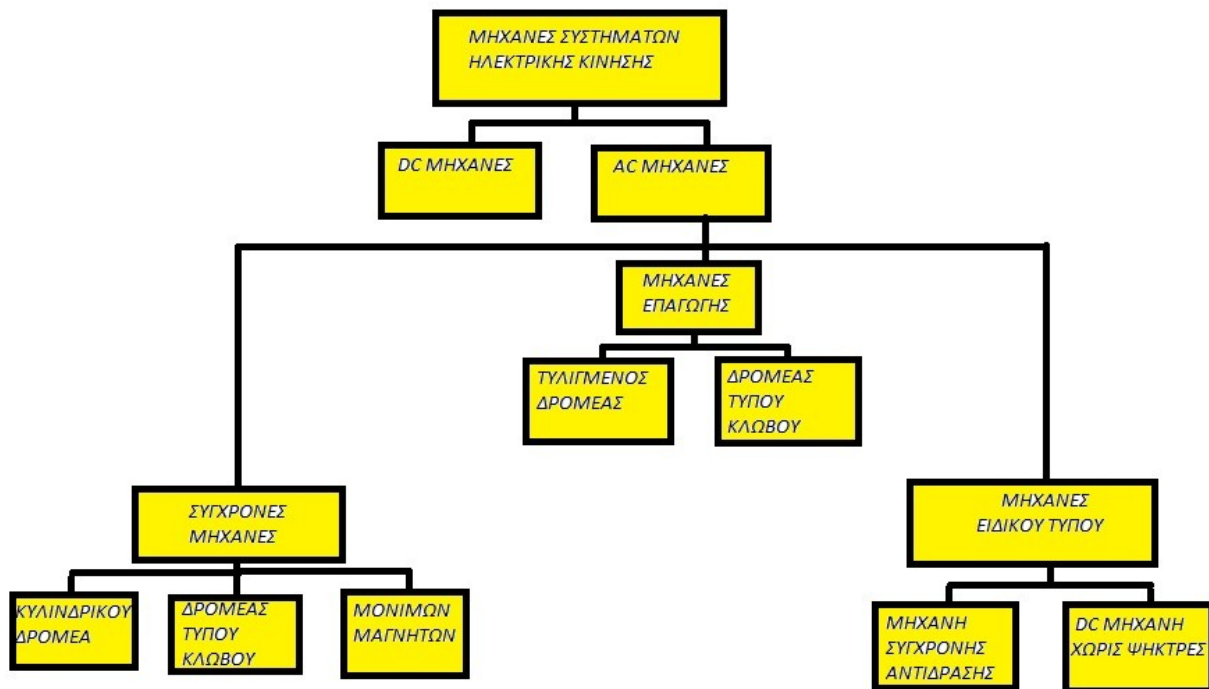 ΜΗΧΑΝΕΣ ΣΥΣΤΗΜΑΤΩΝ
ΗΛΕΚΤΡΙΚΗΣ ΚΙΝΗΣΗΣ
DC ΜΗΧΑΝΕΣ
AC ΜΗΧΑΝΕΣ
ΜΗΧΑΝΕΣ
ΕΠΑΓΩΓΗΣ
ΤΥΛΙΓΜΕΝΟΣ
ΔΡΟΜΕΑΣ
ΔΡΟΜΕΑΣ
ΤΥΠΟΥ
ΚΛΩΒΟΥ
ΣΥΓΧΡΟΝΕΣ
ΜΗΧΑΝΕΣ
ΜΗΧΑΝΕΣ
ΕΙΔΙΚΟΥ ΤΥΠΟΥ
ΚΥΛΙΝΔΡΙΚΟΥ
ΔΡΟΜΕΑ
ΔΡΟΜΕΑΣ
ΤΥΠΟΥ
ΚΛΩΒΟΥ
ΜΟΝΙΜΩΝ
ΜΑΓΝΗΤΩΝ
ΜΗΧΑΝΗ
ΣΥΓΧΡΟΝΗΣ
ΑΝΤΙΔΡΑΣΗΣ
DC ΜΗΧΑΝΗ
ΧΩΡΙΣ ΨΗΚΤΡΕΣ